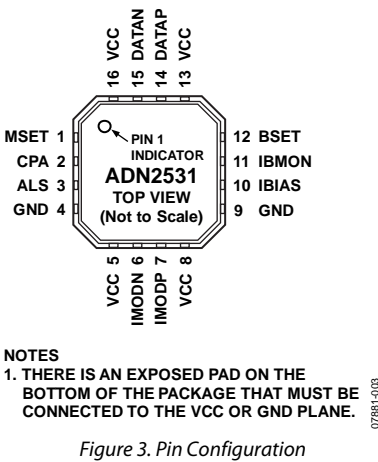 16 VCC
15 DATAN
14 DATAP
13 VCC
MSET 1
CPA 2
ALS 3
GND 4
PIN 1
INDICATOR
ADN2531
TOP VIEW
(Not to Scale)
12 BSET
11 IBMON
10 IBIAS
9 GND
VCC 5
IMODN 6
IMODP 7
VCC 8
NOTES
1. THERE IS AN EXPOSED PAD ON THE
BOTTOM OF THE PACKAGE THAT MUST BE
CONNECTED TO THE VCC OR GND PLANE.
07881-003
Figure 3. Pin Configuration